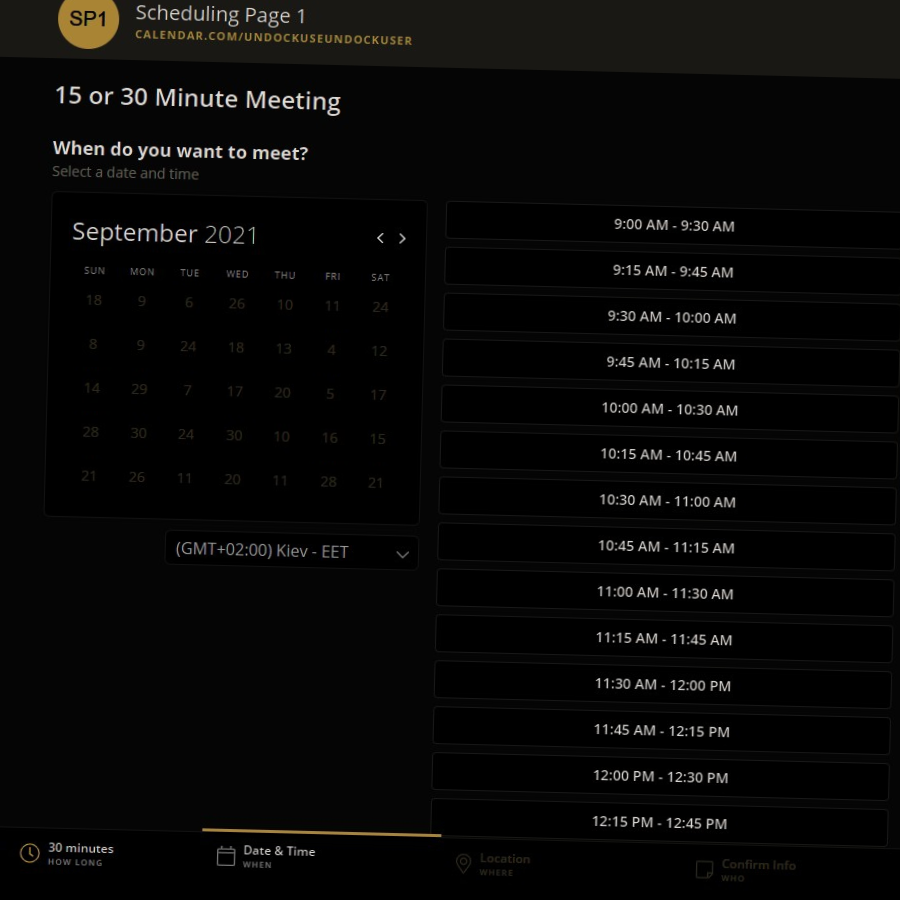 SP1
Scheduling Page 1
CALENDAR.COM/UNDOCKUSEUNDOCKUSER
15 or 30 Minute Meeting
When do you want to meet?
Select a date and time
September 2021
SUN MON TUE WED THU FRI SAT
18 9 6 26 10 11 24
8 9 24 18 13 4 12
14 29 7 17 20 5 17
28 30 24 30 10 16 15
21 26 11 20 11 28 21
(GMT+02:00) Kiev - EET
9:00 AM - 9:30 AM
9:15 AM - 9:45 AM
9:30 AM - 10:00 AM
9:45 AM - 10:15 AM
10:00 AM - 10:30 AM
10:15 AM - 10:45 AM
10:30 AM - 11:00 AM
10:45 AM - 11:15 AM
11:00 AM - 11:30 AM
11:15 AM - 11:45 AM
11:30 AM - 12:00 PM
11:45 AM - 12:15 PM
12:00 PM - 12:30 PM
12:15 PM - 12:45 PM
30 minutes
HOW LONG
Date & Time
WHEN
Location
WHERE
Confirm Info
WHO